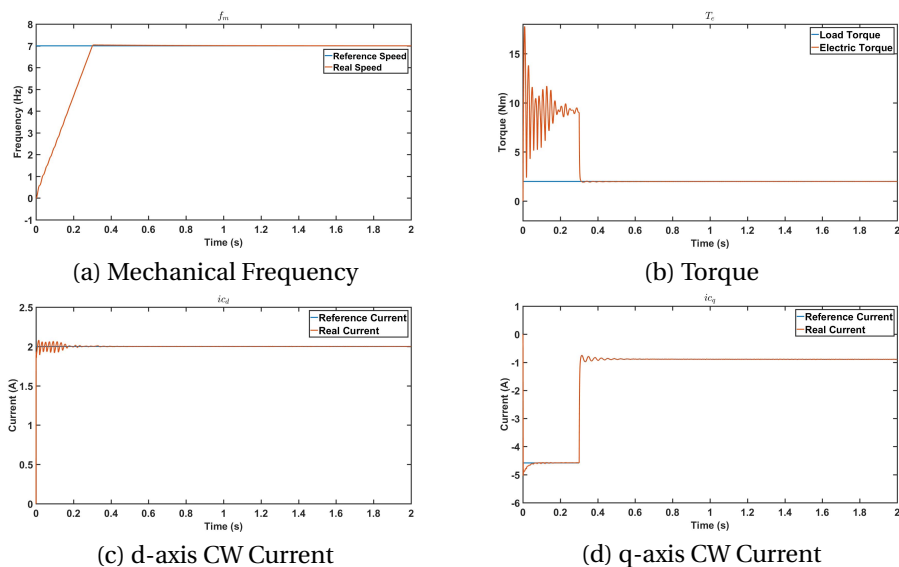 f_m
8
7
6
5
4
3
2
1
0
-1
Frequency (Hz)
Reference Speed
Real Speed
0 0.2 0.4 0.6 0.8 1 1.2 1.4 1.6 1.8 2
Time (s)
(a) Mechanical Frequency
T_e
15
10
5
0
Torque (Nm)
Load Torque
Electric Torque
0 0.2 0.4 0.6 0.8 1 1.2 1.4 1.6 1.8 2
Time (s)
(b) Torque
ic_d
2.5
2
1.5
1
0.5
0
Current (A)
Reference Current
Real Current
0 0.2 0.4 0.6 0.8 1 1.2 1.4 1.6 1.8 2
Time (s)
(c) d-axis CW Current
ic_q
1
0
-1
-2
-3
-4
-5
-6
Current (A)
Reference Current
Real Current
0 0.2 0.4 0.6 0.8 1 1.2 1.4 1.6 1.8 2
Time (s)
(d) q-axis CW Current